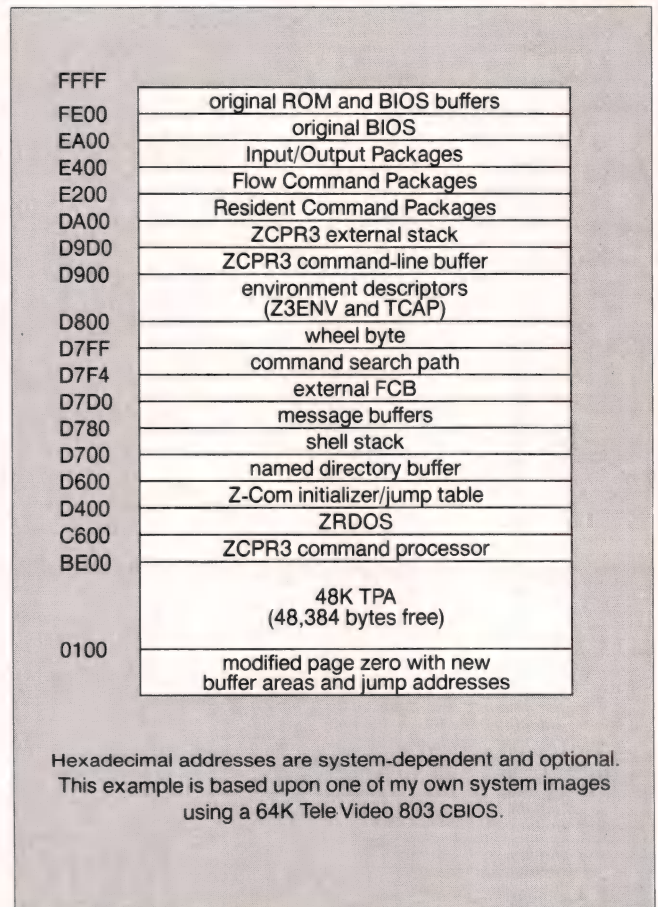 FFFF
original ROM and BIOS buffers
FE00
original BIOS
EA00
Input/Output Packages
E400
Flow Command Packages
E200
Resident Command Packages
DA00
ZCPR3 external stack
D9D0
ZCPR3 command-line buffer
D900
environment descriptors
(Z3ENV and TCAP)
D800
wheel byte
D7FF
command search path
D7F4
external FCB
D7D0
message buffers
D780
shell stack
D700
named directory buffer
D600
Z-Com initializer/jump table
D400
ZRDOS
C600
ZCPR3 command processor
BE00
48K TPA
(48,384 bytes free)
0100
modified page zero with new
buffer areas and jump addresses
Hexadecimal addresses are system-dependent and optional.
This example is based upon one of my own system images
using a 64K TeleVideo 803 CBIOS.